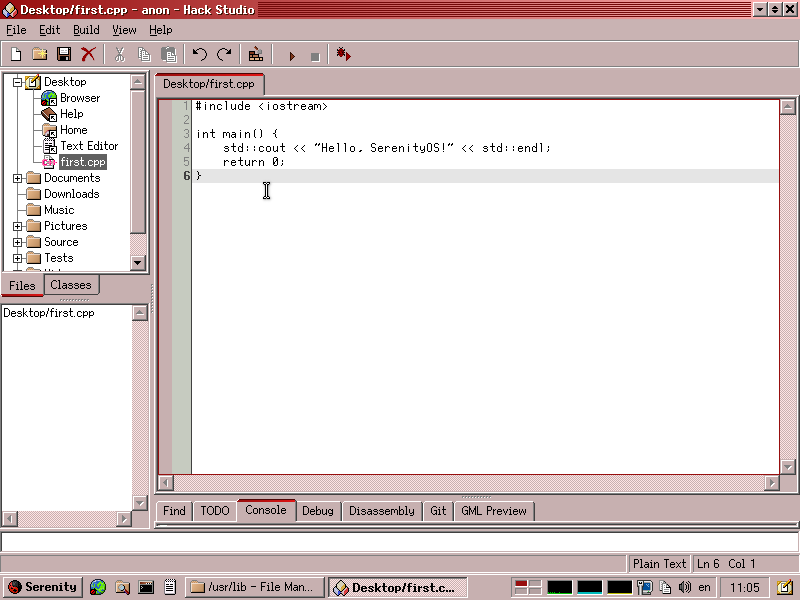 Desktop/first.cpp - anon - Hack Studio
File Edit Build View Help
Desktop
Browser
Help
Home
Text Editor
first.cpp
Documents
Downloads
Music
Pictures
Source
Tests
Files Classes
Desktop/first.cpp
Desktop/first.cpp
1 #include <iostream>
2
3 int main() {
4 std::cout << "Hello, SerenityOS!" << std::endl;
5 return 0;
6 }
Find TODO Console Debug Disassembly Git GML Preview
Plain Text Ln 6 Col 1
Serenity /usr/lib - File Man... Desktop/first.c... en 11:05